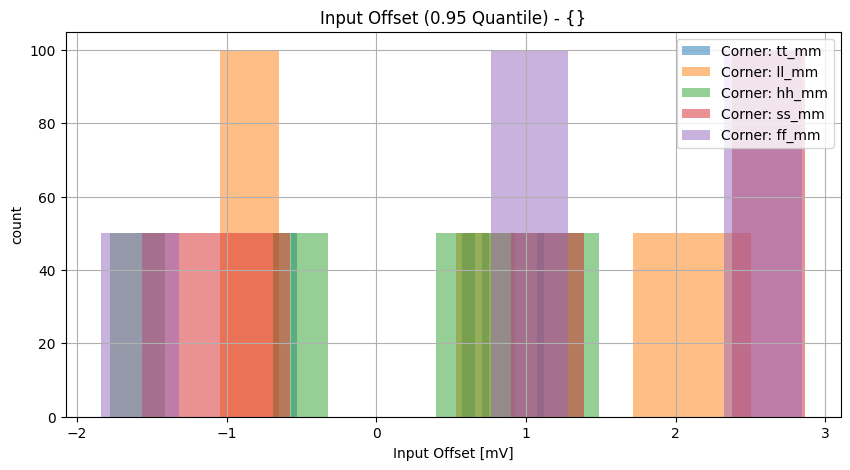 Input Offset (0.95 Quantile) - {}
count
100
80
60
40
20
0
Corner: tt_mm
Corner: ll_mm
Corner: hh_mm
Corner: ss_mm
Corner: ff_mm
−2
−1
0
1
2
3
Input Offset [mV]